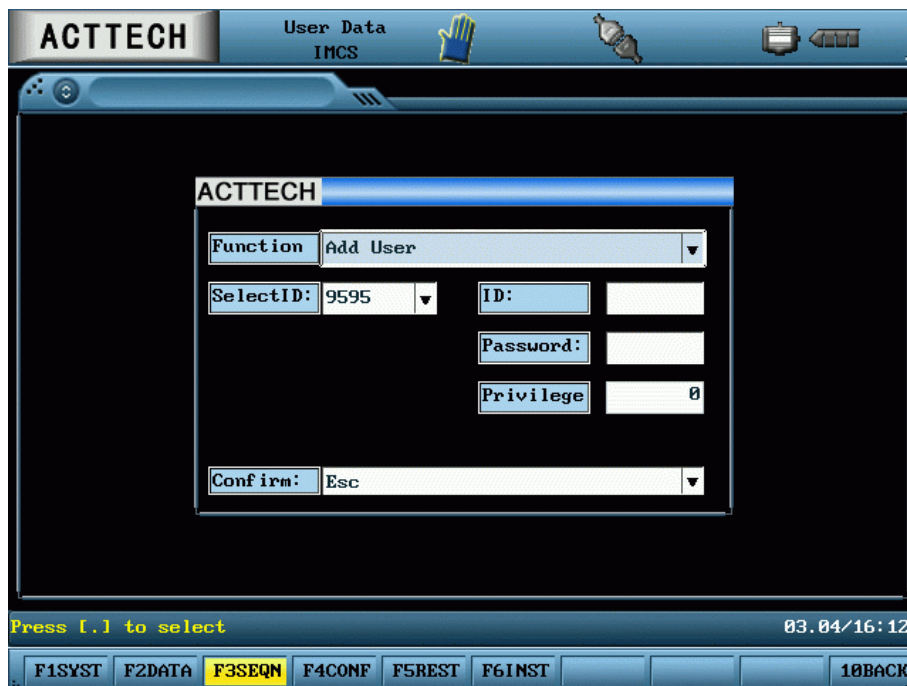 ACTTECH
User Data
IMCS
ACTTECH
Function
Add User
SelectID:
9595
ID:
Password:
Privilege
0
Confirm:
Esc
Press [.] to select
03.04/16:12
F1SYST
F2DATA
F3SEQN
F4CONF
F5REST
F6INST
10BACK